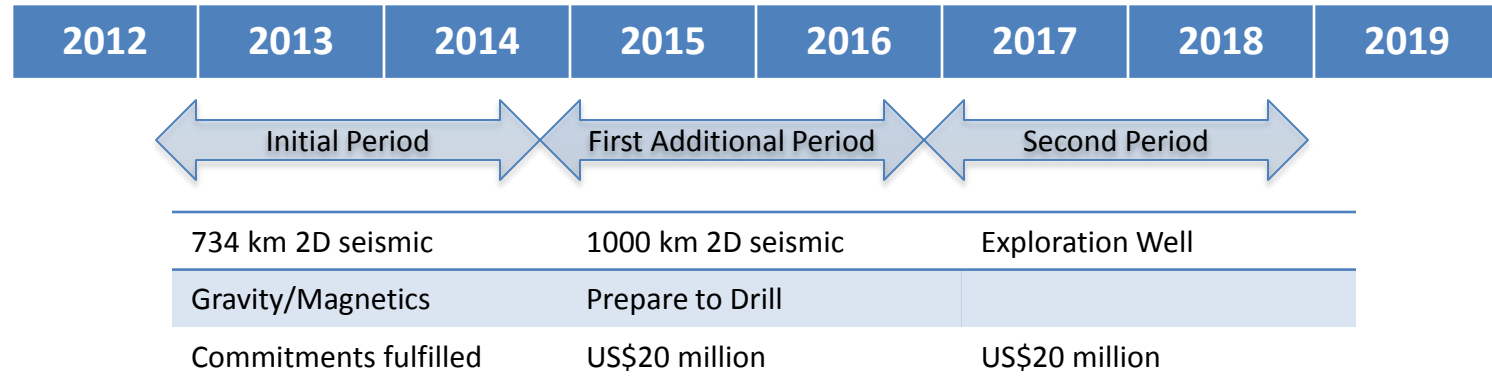 2012 2013 2014 2015 2016 2017 2018 2019
Initial Period First Additional Period Second Period
734 km 2D seismic 1000 km 2D seismic Exploration Well
Gravity/Magnetics Prepare to Drill
Commitments fulfilled US$20 million US$20 million